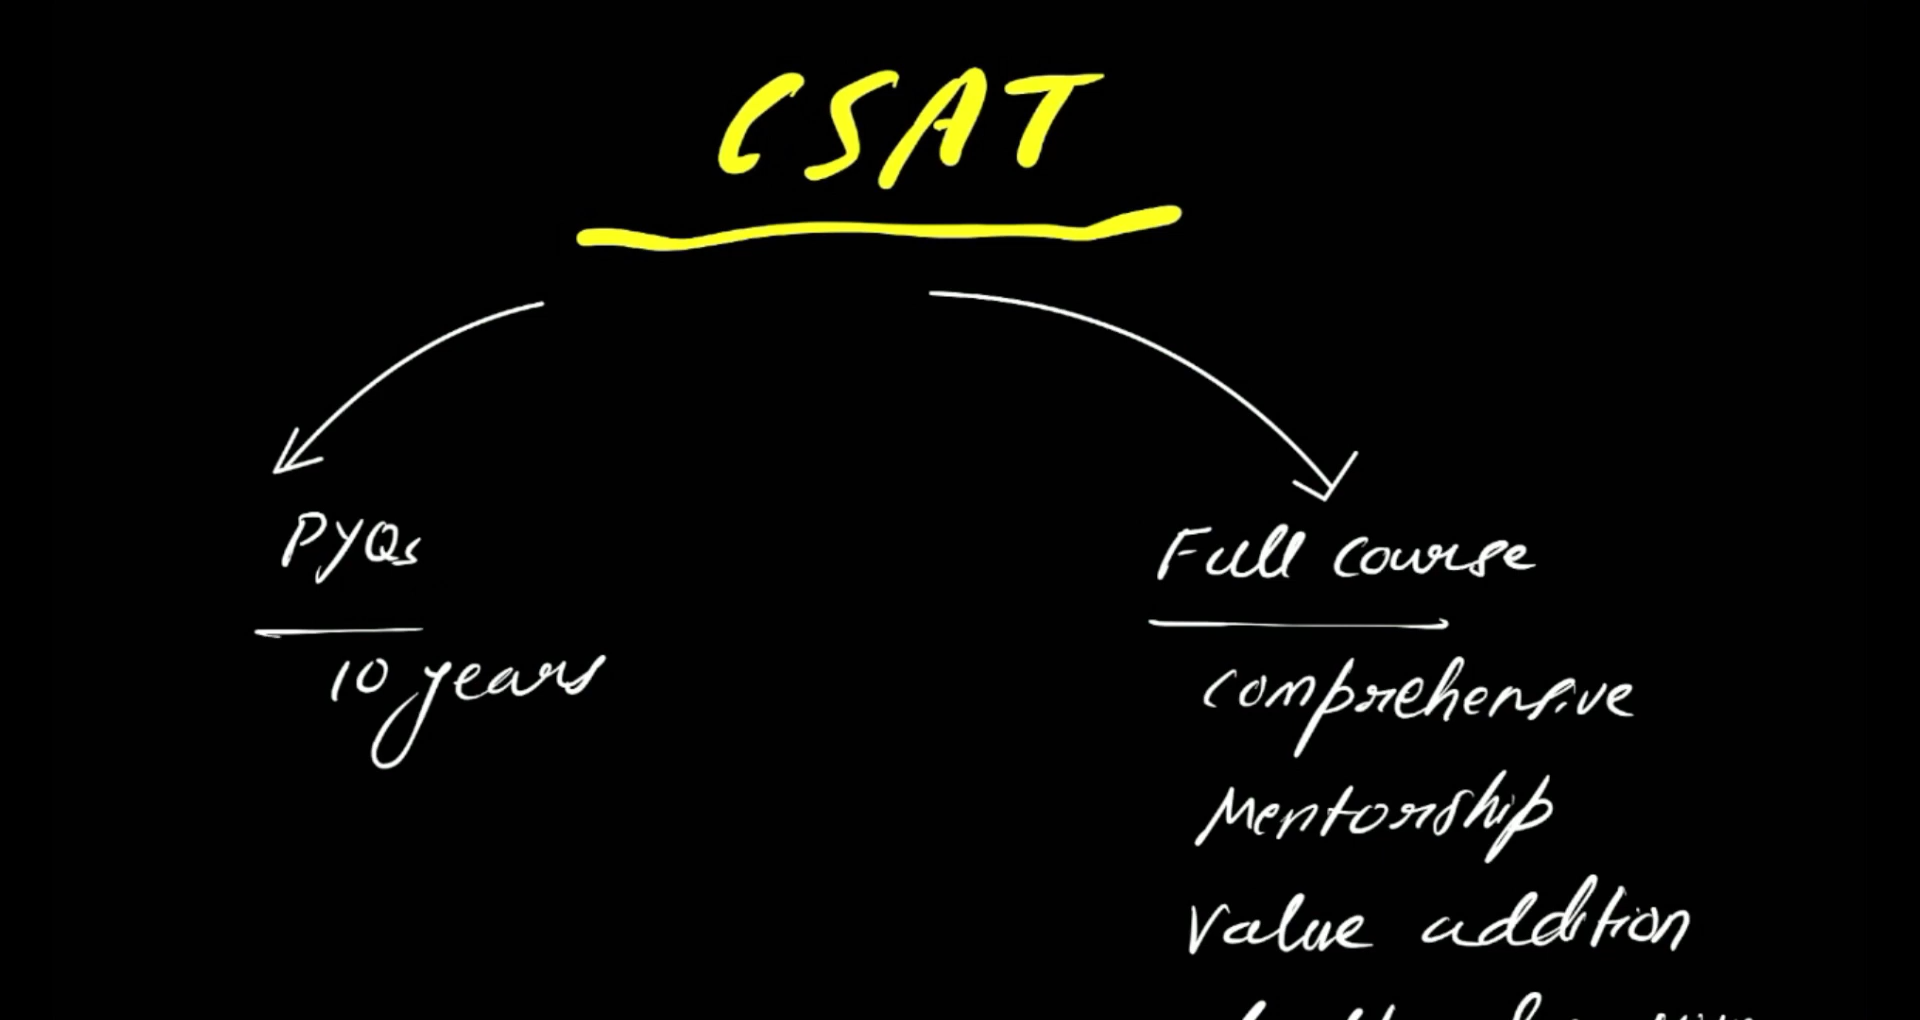 CSAT
PYQs
10 years
Full Course
Comprehensive
Mentorship
Value addition